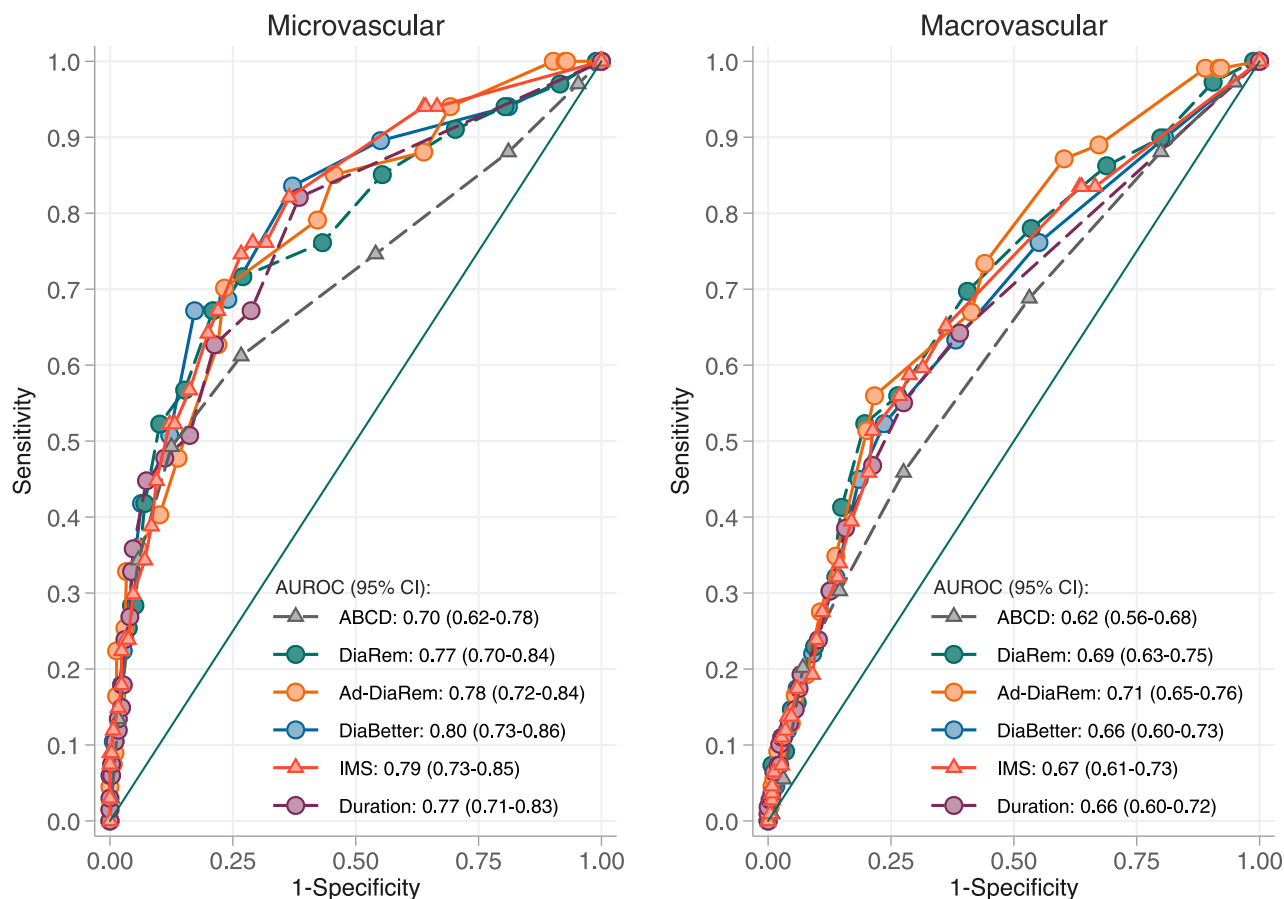 Microvascular
1.0
0.9
0.8
0.7
0.6
0.5
0.4
0.3
0.2
0.1
0.0
Sensitivity
AUROC (95% CI):
ABCD: 0.70 (0.62-0.78)
DiaRem: 0.77 (0.70-0.84)
Ad-DiaRem: 0.78 (0.72-0.84)
DiaBetter: 0.80 (0.73-0.86)
IMS: 0.79 (0.73-0.85)
Duration: 0.77 (0.71-0.83)
0.00 0.25 0.50 0.75 1.00
1-Specificity
Macrovascular
1.0
0.9
0.8
0.7
0.6
0.5
0.4
0.3
0.2
0.1
0.0
Sensitivity
AUROC (95% CI):
ABCD: 0.62 (0.56-0.68)
DiaRem: 0.69 (0.63-0.75)
Ad-DiaRem: 0.71 (0.65-0.76)
DiaBetter: 0.66 (0.60-0.73)
IMS: 0.67 (0.61-0.73)
Duration: 0.66 (0.60-0.72)
0.00 0.25 0.50 0.75 1.00
1-Specificity